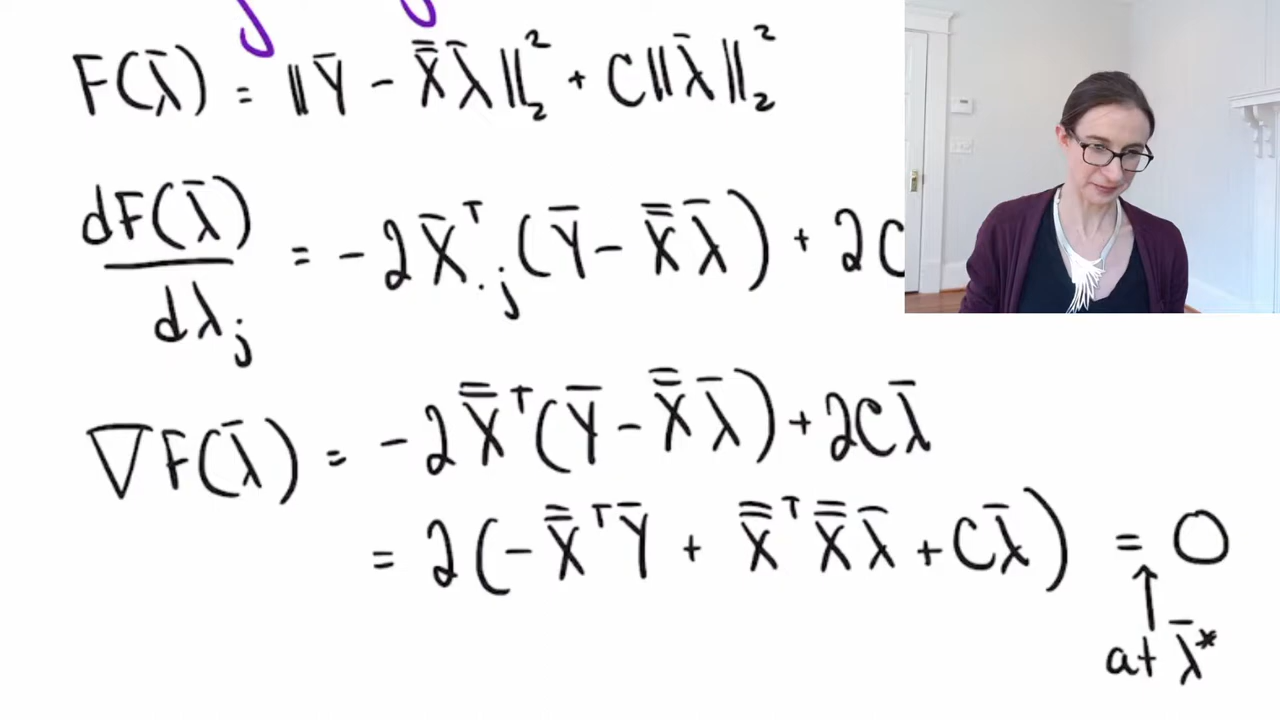 F(λ̄) = ‖Ȳ − X̿λ̄‖₂² + C‖λ̄‖₂²
dF(λ̄)/dλⱼ = −2X̄ᵀ.ⱼ(Ȳ − X̿λ̄) + 2C
∇F(λ̄) = −2X̿ᵀ(Ȳ − X̿λ̄) + 2Cλ̄
= 2(−X̿ᵀȲ + X̿ᵀX̿λ̄ + Cλ̄) = 0
↑
at λ̄*